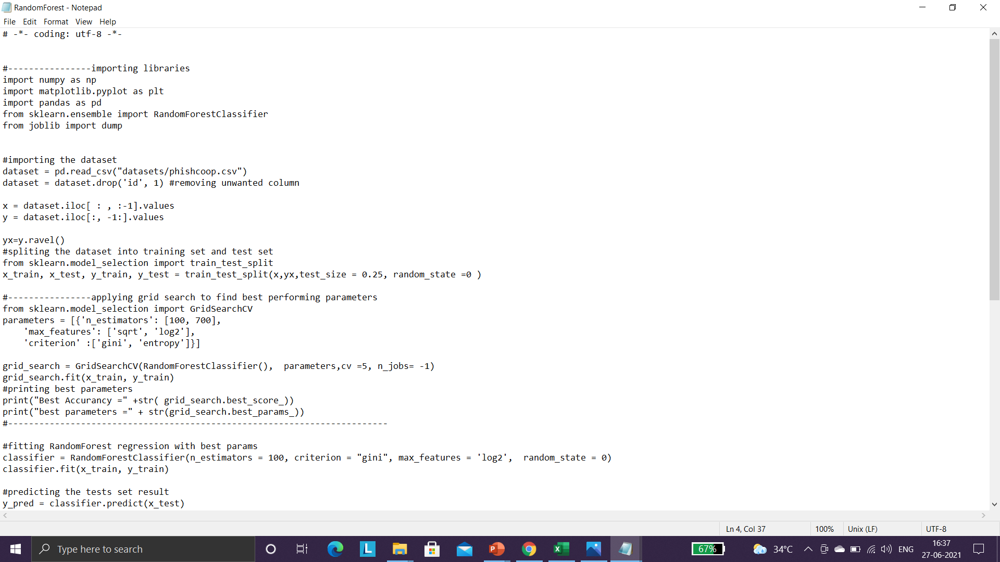 RandomForest - Notepad
File Edit Format View Help
# -*- coding: utf-8 -*-
#----------------importing libraries
import numpy as np
import matplotlib.pyplot as plt
import pandas as pd
from sklearn.ensemble import RandomForestClassifier
from joblib import dump
#importing the dataset
dataset = pd.read_csv("datasets/phishcoop.csv")
dataset = dataset.drop('id', 1) #removing unwanted column
x = dataset.iloc[ : , :-1].values
y = dataset.iloc[:, -1:].values
yx=y.ravel()
#spliting the dataset into training set and test set
from sklearn.model_selection import train_test_split
x_train, x_test, y_train, y_test = train_test_split(x,yx,test_size = 0.25, random_state =0 )
#----------------applying grid search to find best performing parameters
from sklearn.model_selection import GridSearchCV
parameters = [{'n_estimators': [100, 700],
    'max_features': ['sqrt', 'log2'],
    'criterion' :['gini', 'entropy']}]
grid_search = GridSearchCV(RandomForestClassifier(),  parameters,cv =5, n_jobs= -1)
grid_search.fit(x_train, y_train)
#printing best parameters
print("Best Accurancy =" +str( grid_search.best_score_))
print("best parameters =" + str(grid_search.best_params_))
#-------------------------------------------------------------------------
#fitting RandomForest regression with best params
classifier = RandomForestClassifier(n_estimators = 100, criterion = "gini", max_features = 'log2',  random_state = 0)
classifier.fit(x_train, y_train)
#predicting the tests set result
y_pred = classifier.predict(x_test)
Ln 4, Col 37 100% Unix (LF) UTF-8
Type here to search L P X 67% 34°C ENG 16:37
27-06-2021